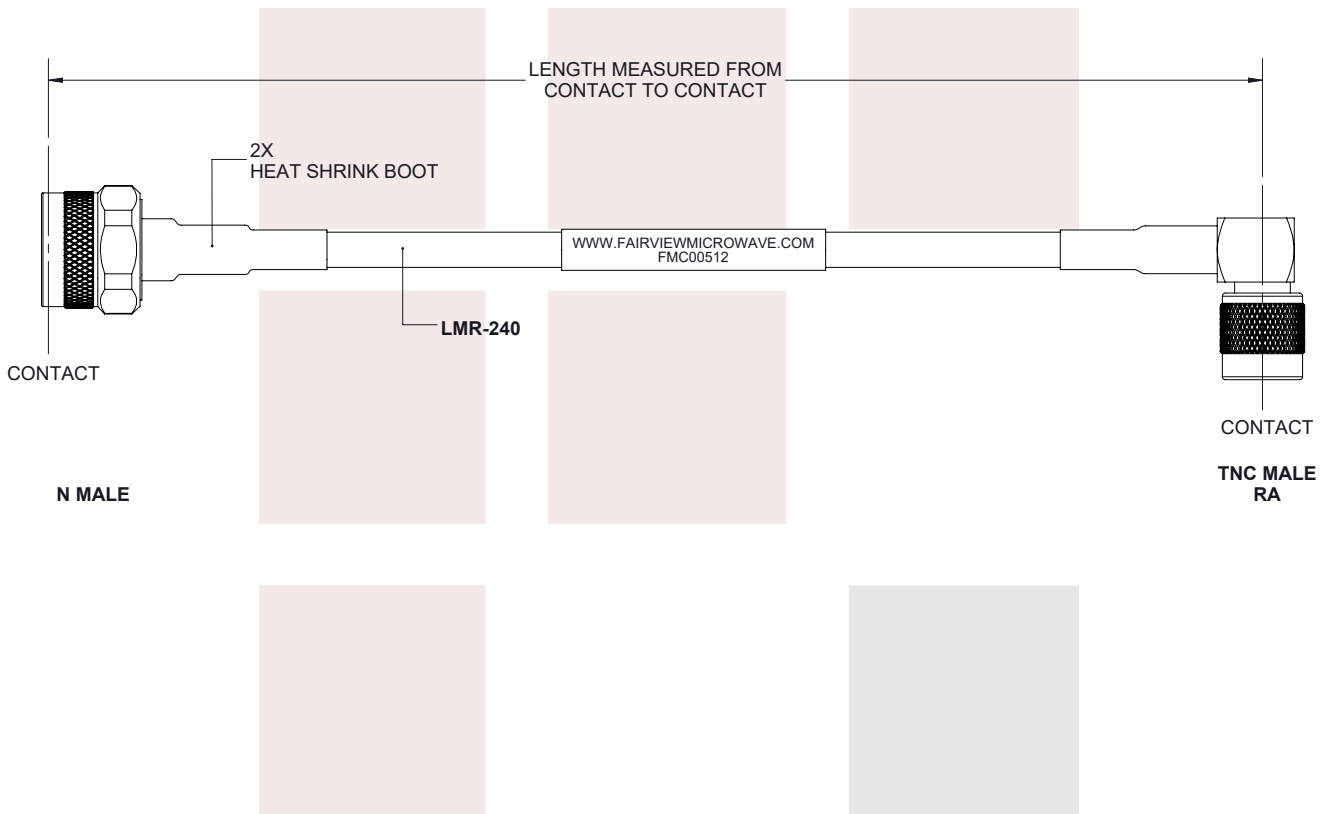 LENGTH MEASURED FROM
CONTACT TO CONTACT
2X
HEAT SHRINK BOOT
WWW.FAIRVIEWMICROWAVE.COM
FMC00512
LMR-240
CONTACT
CONTACT
N MALE
TNC MALE
RA